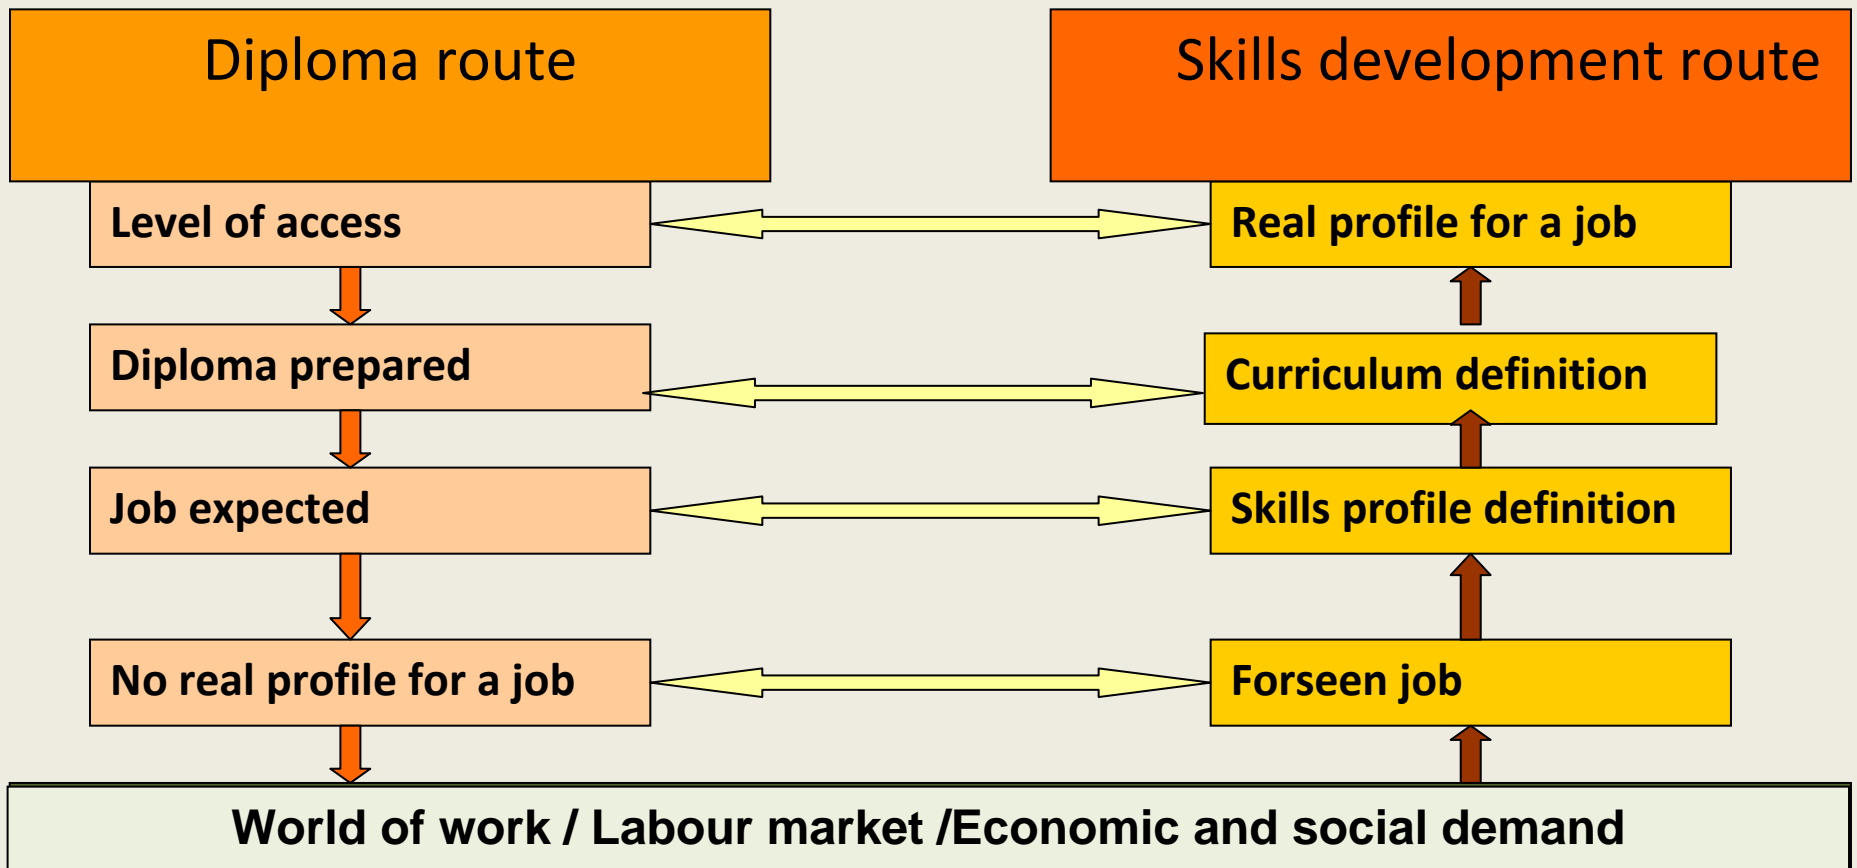 Diploma route
Skills development route
Level of access
Real profile for a job
Diploma prepared
Curriculum definition
Job expected
Skills profile definition
No real profile for a job
Forseen job
World of work / Labour market /Economic and social demand